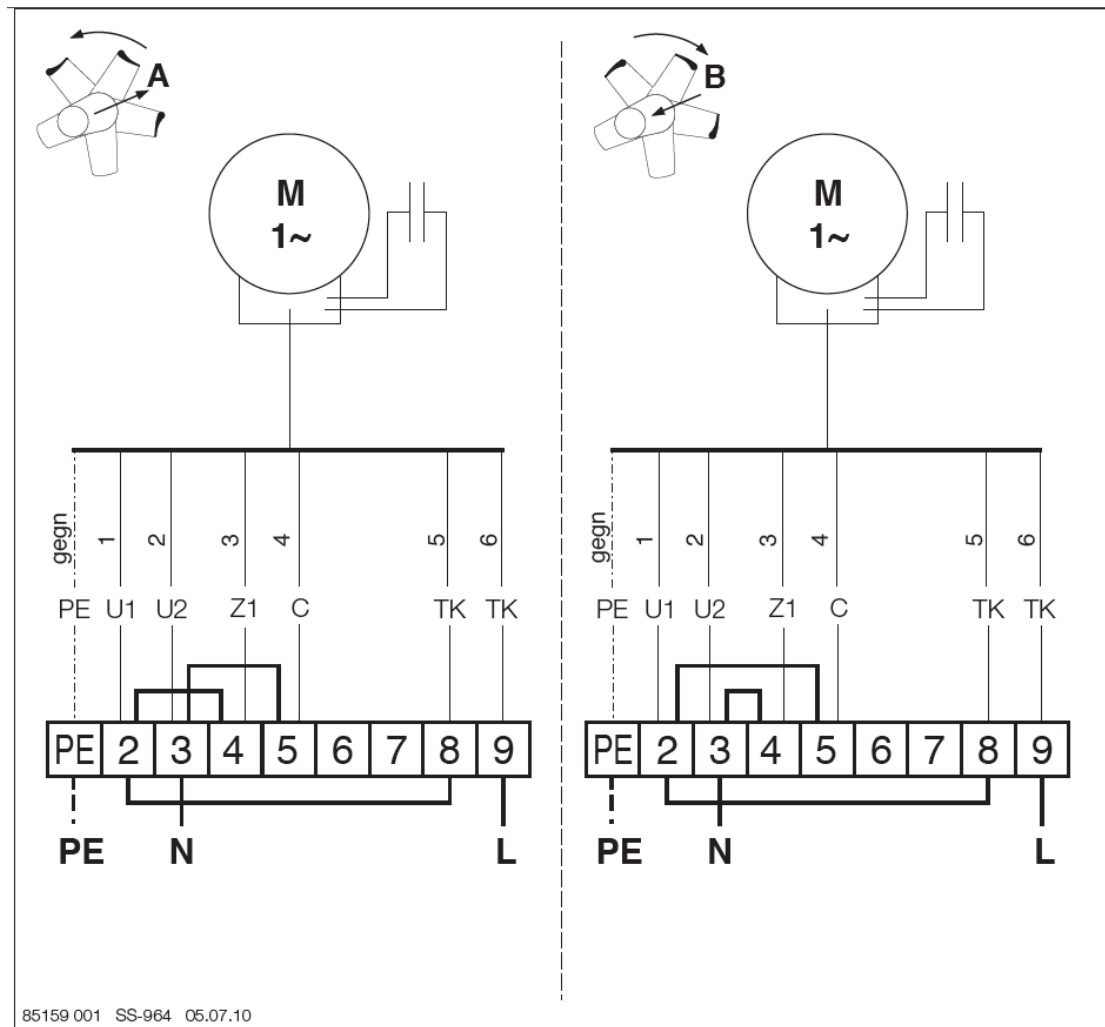 A
B
M
1~
M
1~
gegn 1 2 3 4 5 6
gegn 1 2 3 4 5 6
PE U1 U2 Z1 C TK TK
PE U1 U2 Z1 C TK TK
PE 2 3 4 5 6 7 8 9
PE 2 3 4 5 6 7 8 9
PE N L
PE N L
85159 001 SS-964 05.07.10